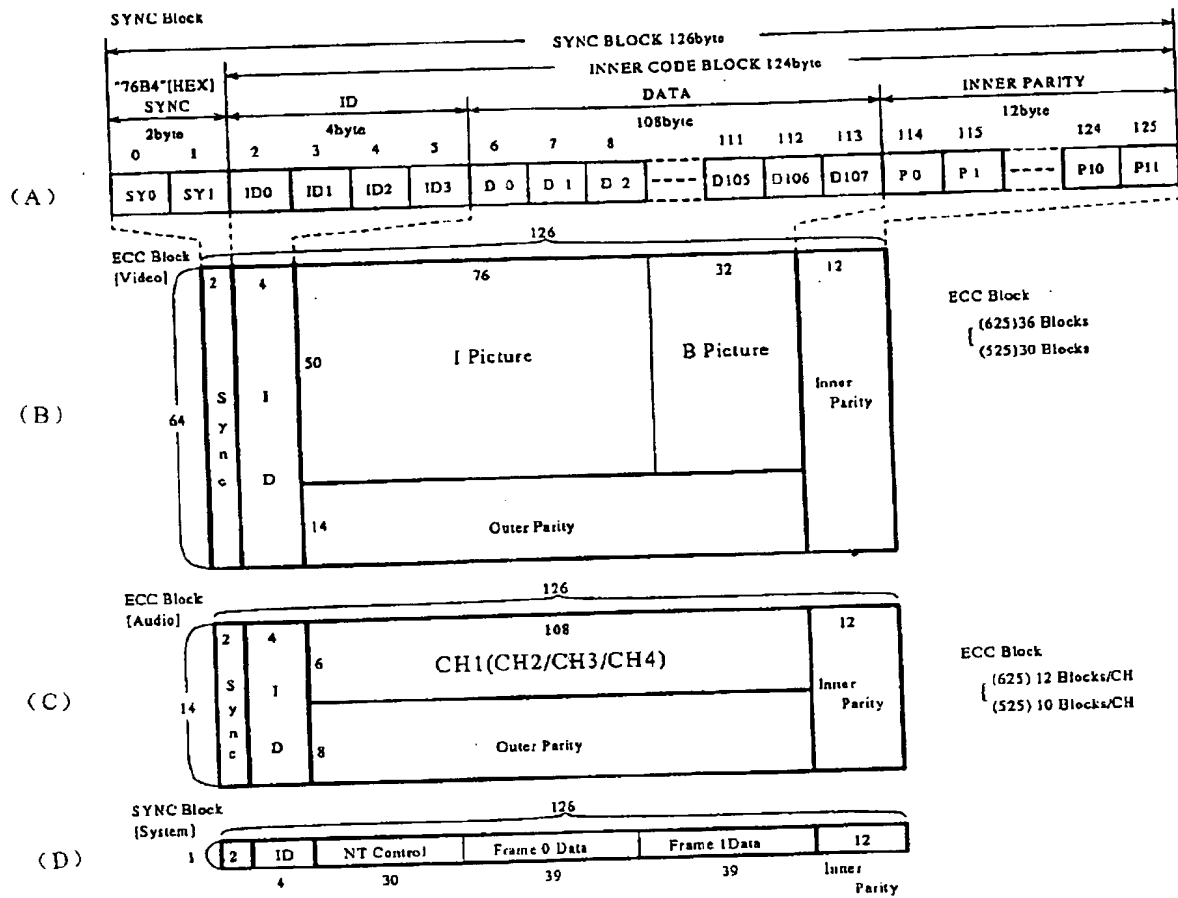 SYNC Block
SYNC BLOCK 126byte
INNER CODE BLOCK 124byte
"76B4"[HEX]
SYNC
ID
DATA
INNER PARITY
2byte
4byte
108byte
12byte
0 1 2 3 4 5 6 7 8 111 112 113 114 115 124 125
(A)
SY0 SY1 ID0 ID1 ID2 ID3 D 0 D 1 D 2 D105 D106 D107 P 0 P 1 P10 P11
ECC Block
[Video]
126
2 4 76 32 12
(B)
64
Sync
I D
50
I Picture
B Picture
Inner
Parity
14
Outer Parity
ECC Block
(625)36 Blocks
(525)30 Blocks
ECC Block
[Audio]
126
2 4 108 12
(C)
14
Sync
I D
6
CH1(CH2/CH3/CH4)
Inner
Parity
8
Outer Parity
ECC Block
(625) 12 Blocks/CH
(525) 10 Blocks/CH
SYNC Block
[System]
126
(D)
1
2 ID NT Control Frame 0 Data Frame 1Data 12
4 30 39 39 Inner
Parity